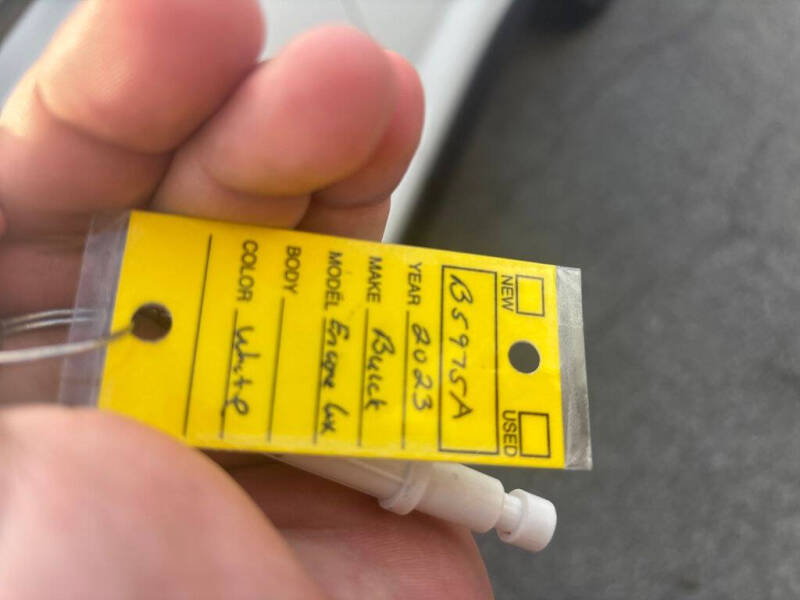 NEW USED
B5975A
YEAR 2023
MAKE Buick
MODEL Encore Gx
BODY
COLOR White